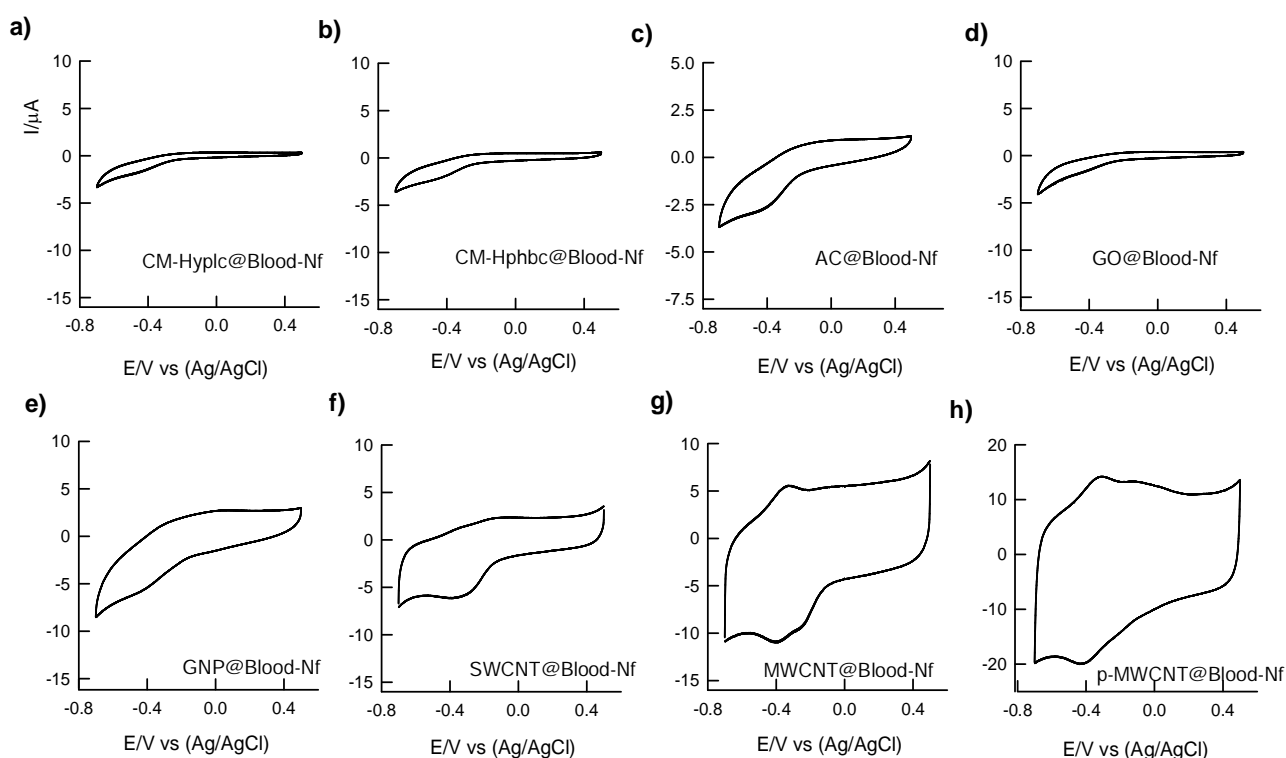 a)
10
5
0
-5
-10
-15
I/μA
CM-Hyplc@Blood-Nf
-0.8 -0.4 0.0 0.4
E/V vs (Ag/AgCl)
b)
10
5
0
-5
-10
-15
CM-Hphbc@Blood-Nf
-0.8 -0.4 0.0 0.4
E/V vs (Ag/AgCl)
c)
5.0
2.5
0.0
-2.5
-5.0
-7.5
AC@Blood-Nf
-0.8 -0.4 0.0 0.4
E/V vs (Ag/AgCl)
d)
10
5
0
-5
-10
-15
GO@Blood-Nf
-0.8 -0.4 0.0 0.4
E/V vs (Ag/AgCl)
e)
10
5
0
-5
-10
-15
GNP@Blood-Nf
-0.8 -0.4 0.0 0.4
E/V vs (Ag/AgCl)
f)
10
5
0
-5
-10
-15
SWCNT@Blood-Nf
-0.8 -0.4 0.0 0.4
E/V vs (Ag/AgCl)
g)
10
5
0
-5
-10
-15
MWCNT@Blood-Nf
-0.8 -0.4 0.0 0.4
E/V vs (Ag/AgCl)
h)
20
10
0
-10
-20
p-MWCNT@Blood-Nf
-0.8 -0.4 0.0 0.4
E/V vs (Ag/AgCl)